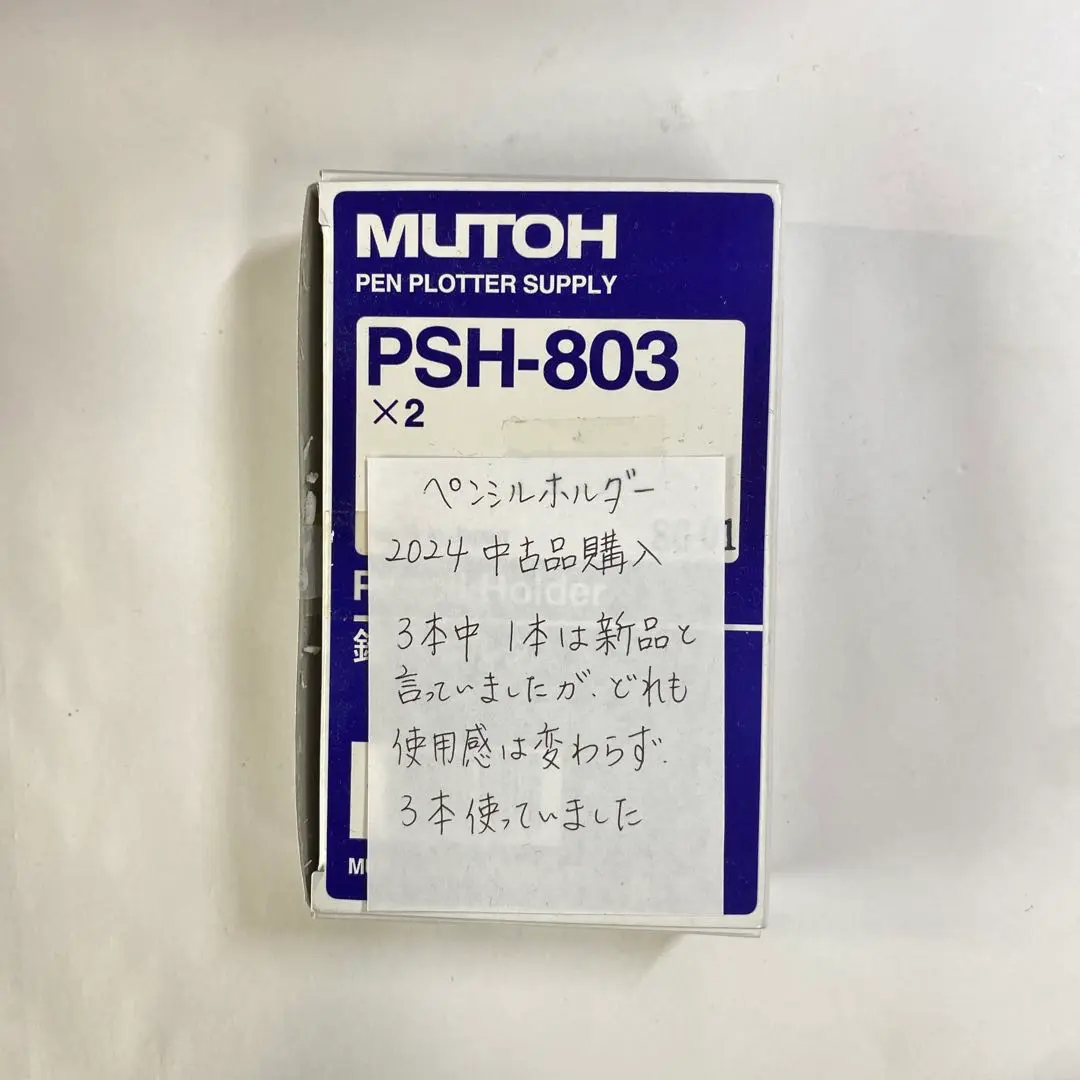 MUTOH
PEN PLOTTER SUPPLY
PSH-803
×2
ペンシルホルダー
2024 中古品購入
Holder
3本中 1本は新品と
言っていましたが、どれも
使用感は変わらず、
3本使っていました